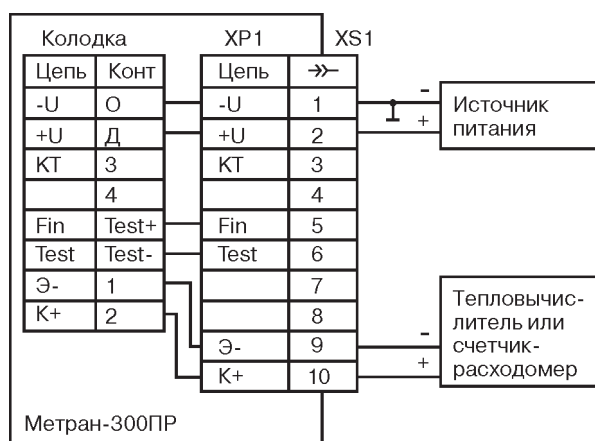 Колодка XP1 XS1
Цепь Конт Цепь
-U О -U 1 -
+U Д +U 2 +
КТ 3 КТ 3
4 4
Fin Test+ Fin 5
Test Test- Test 6
Э- 1 7
К+ 2 8
Э- 9 -
К+ 10 +
Источник
питания
Тепловычис-
литель или
счетчик-
расходомер
Метран-300ПР